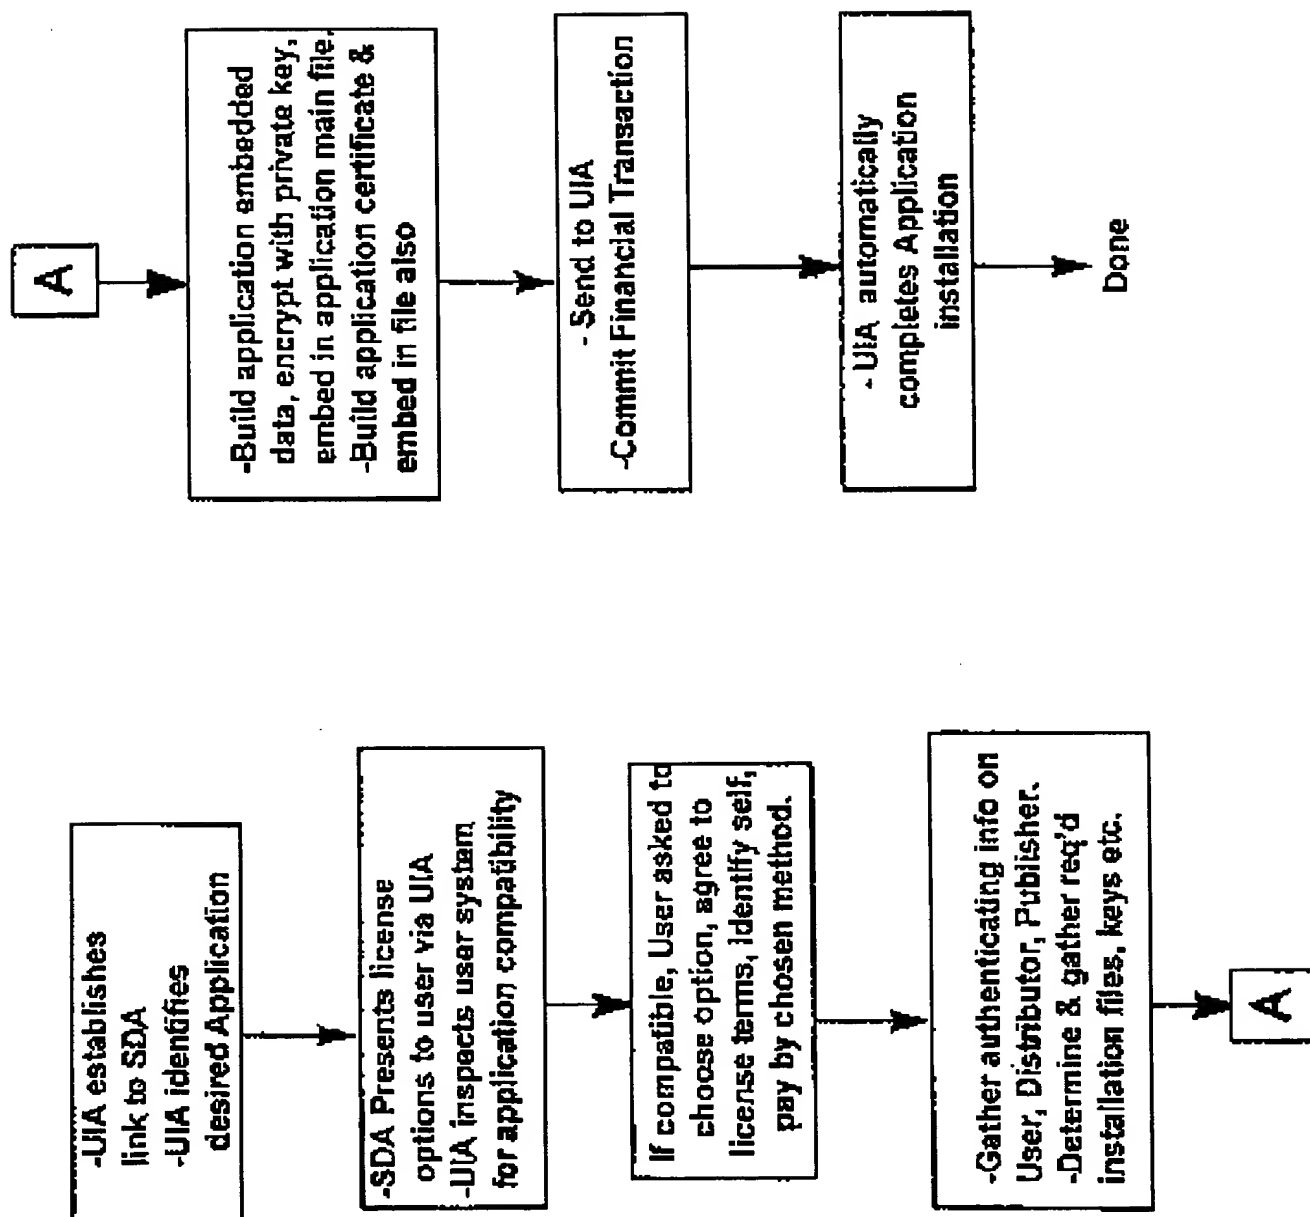 -UIA establishes
link to SDA
-UIA identifies
desired Application
-SDA Presents license
options to user via UIA
-UIA inspects user system
for application compatibility
If compatible, User asked to
choose option, agree to
license terms, identify self,
pay by chosen method.
-Gather authenticating info on
User, Distributor, Publisher.
-Determine & gather req'd
installation files, keys etc.
A
A
-Build application embedded
data, encrypt with private key,
embed in application main file.
-Build application certificate &
embed in file also
-Send to UIA
-Commit Financial Transaction
-UIA automatically
completes Application
installation
Done